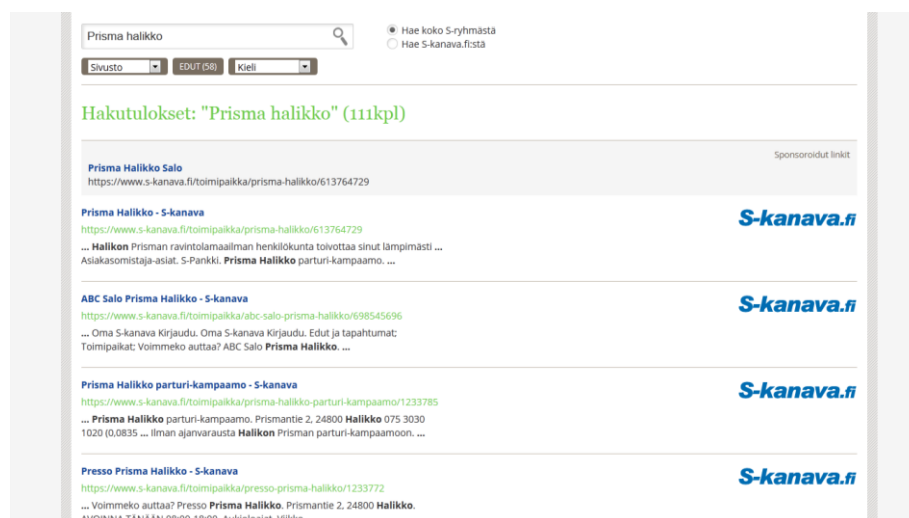 Prisma halikko
Hae koko S-ryhmästä
Hae S-kanava.fi:stä
Sivusto
EDUT (58)
Kieli
Hakutulokset: "Prisma halikko" (111kpl)
Sponsoroidut linkit
Prisma Halikko Salo
https://www.s-kanava.fi/toimipaikka/prisma-halikko/613764729
Prisma Halikko - S-kanava
S-kanava.fi
https://www.s-kanava.fi/toimipaikka/prisma-halikko/613764729
... Halikon Prisman ravintolamaailman henkilökunta toivottaa sinut lämpimästi ...
Asiakasomistaja-asiat. S-Pankki. Prisma Halikko parturi-kampaamo. ...
ABC Salo Prisma Halikko - S-kanava
S-kanava.fi
https://www.s-kanava.fi/toimipaikka/abc-salo-prisma-halikko/698545696
... Oma S-kanava Kirjaudu. Oma S-kanava Kirjaudu. Edut ja tapahtumat;
Toimipaikat; Voimmeko auttaa? ABC Salo Prisma Halikko. ...
Prisma Halikko parturi-kampaamo - S-kanava
S-kanava.fi
https://www.s-kanava.fi/toimipaikka/prisma-halikko-parturi-kampaamo/1233785
... Prisma Halikko parturi-kampaamo. Prismantie 2, 24800 Halikko 075 3030
1020 (0,0835 ... Ilman ajanvarausta Halikon Prisman parturi-kampaamoon. ...
Presso Prisma Halikko - S-kanava
S-kanava.fi
https://www.s-kanava.fi/toimipaikka/presso-prisma-halikko/1233772
... Voimmeko auttaa? Presso Prisma Halikko. Prismantie 2, 24800 Halikko.
AVOINNA TÄNÄÄN